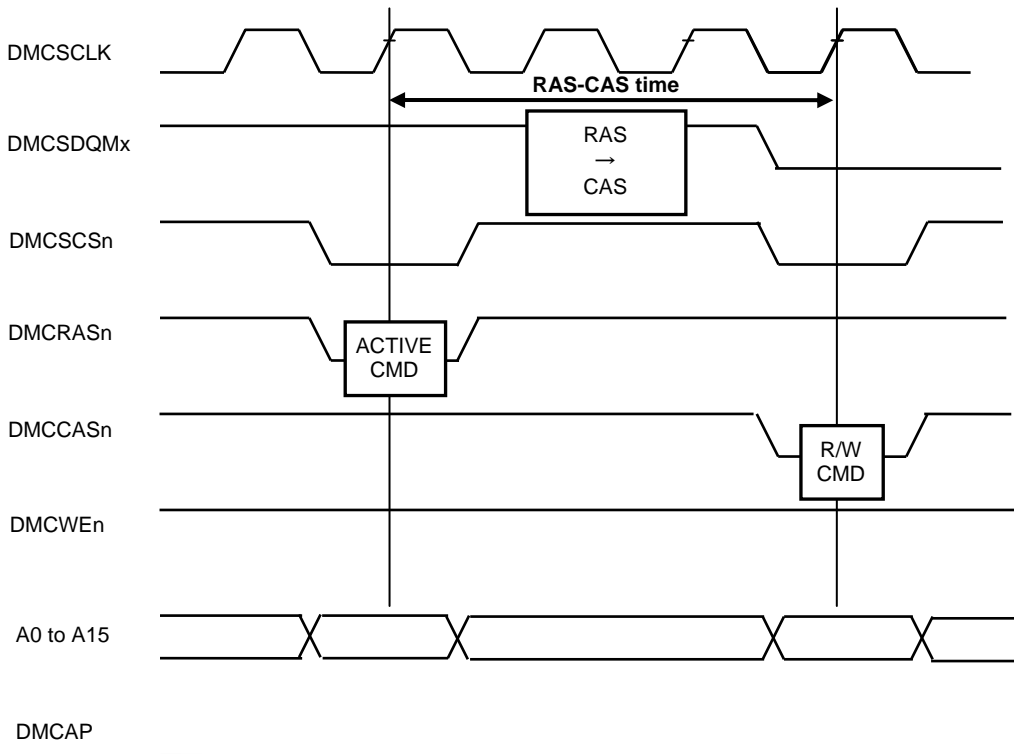 DMCSCLK
RAS-CAS time
DMCSDQMx
RAS
→
CAS
DMCSCSn
DMCRASn
ACTIVE
CMD
DMCCASn
R/W
CMD
DMCWEn
A0 to A15
DMCAP